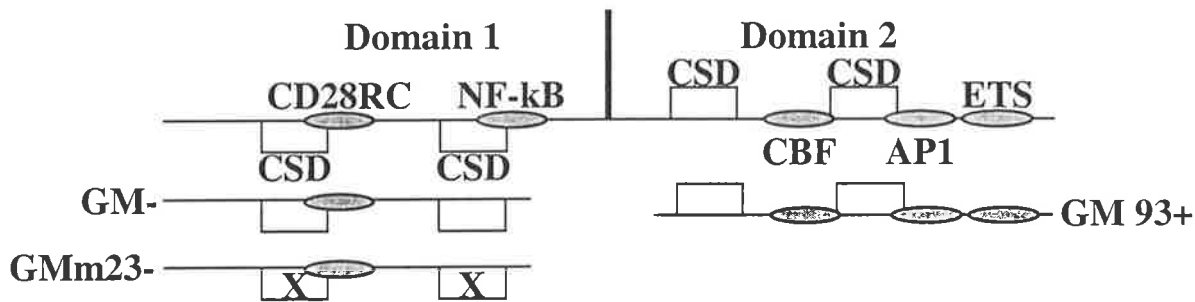 Domain 1 Domain 2
CSD CSD
CD28RC NF-kB ETS
CSD CSD CBF AP1
GM- GM 93+
GMm23- X X